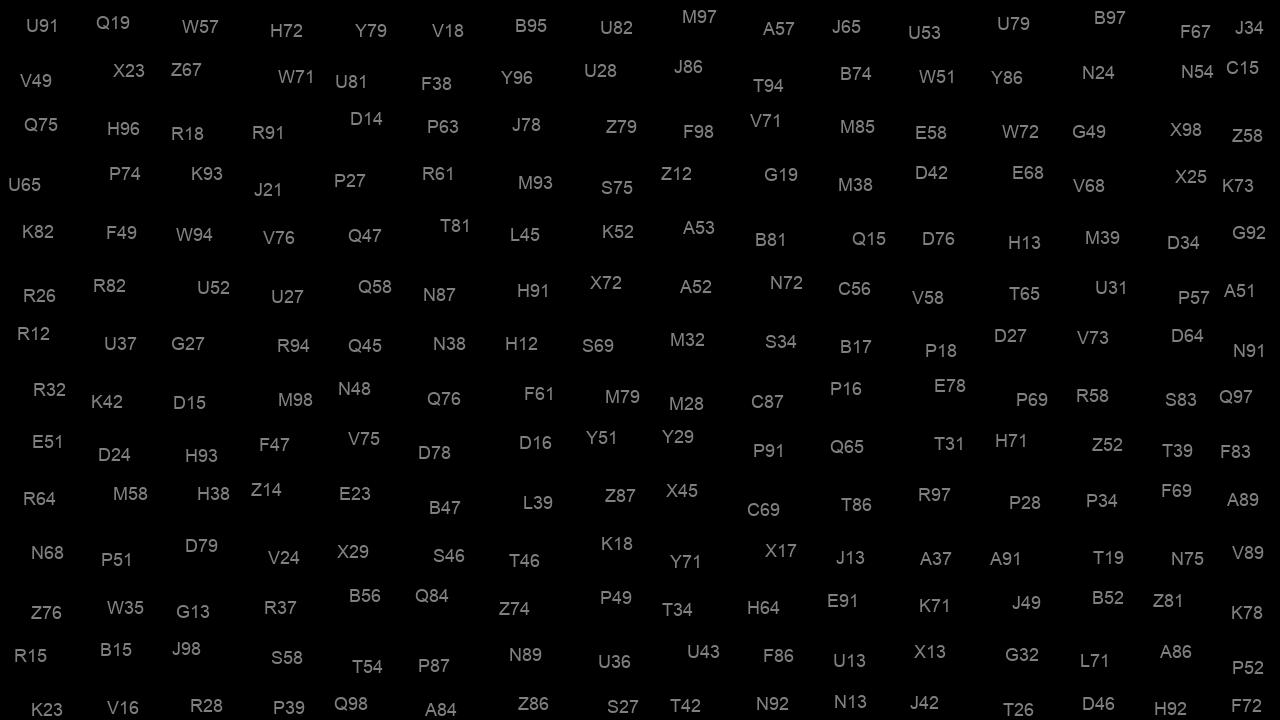 U91 Q19 W57 H72 Y79 V18 B95 U82 M97 A57 J65 U53 U79 B97 F67 J34
V49 X23 Z67 W71 U81 F38 Y96 U28 J86 T94 B74 W51 Y86 N24 N54 C15
Q75 H96 R18 R91 D14 P63 J78 Z79 F98 V71 M85 E58 W72 G49 X98 Z58
U65 P74 K93 J21 P27 R61 M93 S75 Z12 G19 M38 D42 E68 V68 X25 K73
K82 F49 W94 V76 Q47 T81 L45 K52 A53 B81 Q15 D76 H13 M39 D34 G92
R26 R82 U52 U27 Q58 N87 H91 X72 A52 N72 C56 V58 T65 U31 P57 A51
R12 U37 G27 R94 Q45 N38 H12 S69 M32 S34 B17 P18 D27 V73 D64 N91
R32 K42 D15 M98 N48 Q76 F61 M79 M28 C87 P16 E78 P69 R58 S83 Q97
E51 D24 H93 F47 V75 D78 D16 Y51 Y29 P91 Q65 T31 H71 Z52 T39 F83
R64 M58 H38 Z14 E23 B47 L39 Z87 X45 C69 T86 R97 P28 P34 F69 A89
N68 P51 D79 V24 X29 S46 T46 K18 Y71 X17 J13 A37 A91 T19 N75 V89
Z76 W35 G13 R37 B56 Q84 Z74 P49 T34 H64 E91 K71 J49 B52 Z81 K78
R15 B15 J98 S58 T54 P87 N89 U36 U43 F86 U13 X13 G32 L71 A86 P52
K23 V16 R28 P39 Q98 A84 Z86 S27 T42 N92 N13 J42 T26 D46 H92 F72